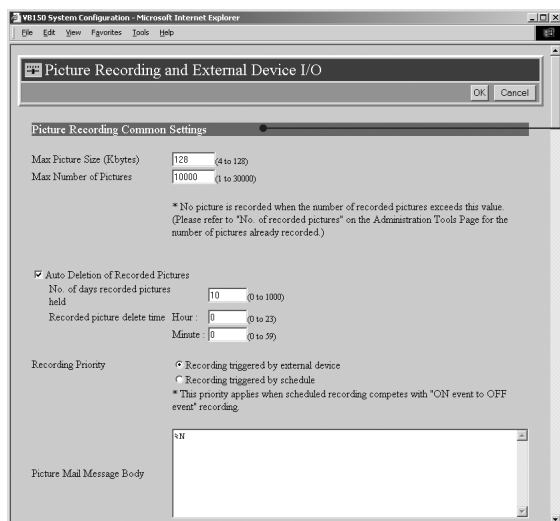 VB150 System Configuration - Microsoft Internet Explorer
File Edit View Favorites Tools Help
Picture Recording and External Device I/O
OK Cancel
Picture Recording Common Settings
Max Picture Size (Kbytes) 128 (4 to 128)
Max Number of Pictures 10000 (1 to 30000)
* No picture is recorded when the number of recorded pictures exceeds this value.
(Please refer to "No. of recorded pictures" on the Administration Tools Page for the
number of pictures already recorded.)
Auto Deletion of Recorded Pictures
No. of days recorded pictures
held 10 (0 to 1000)
Recorded picture delete time Hour : 0 (0 to 23)
Minute : 0 (0 to 59)
Recording Priority Recording triggered by external device
Recording triggered by schedule
* This priority applies when scheduled recording competes with "ON event to OFF
event" recording.
%N
Picture Mail Message Body